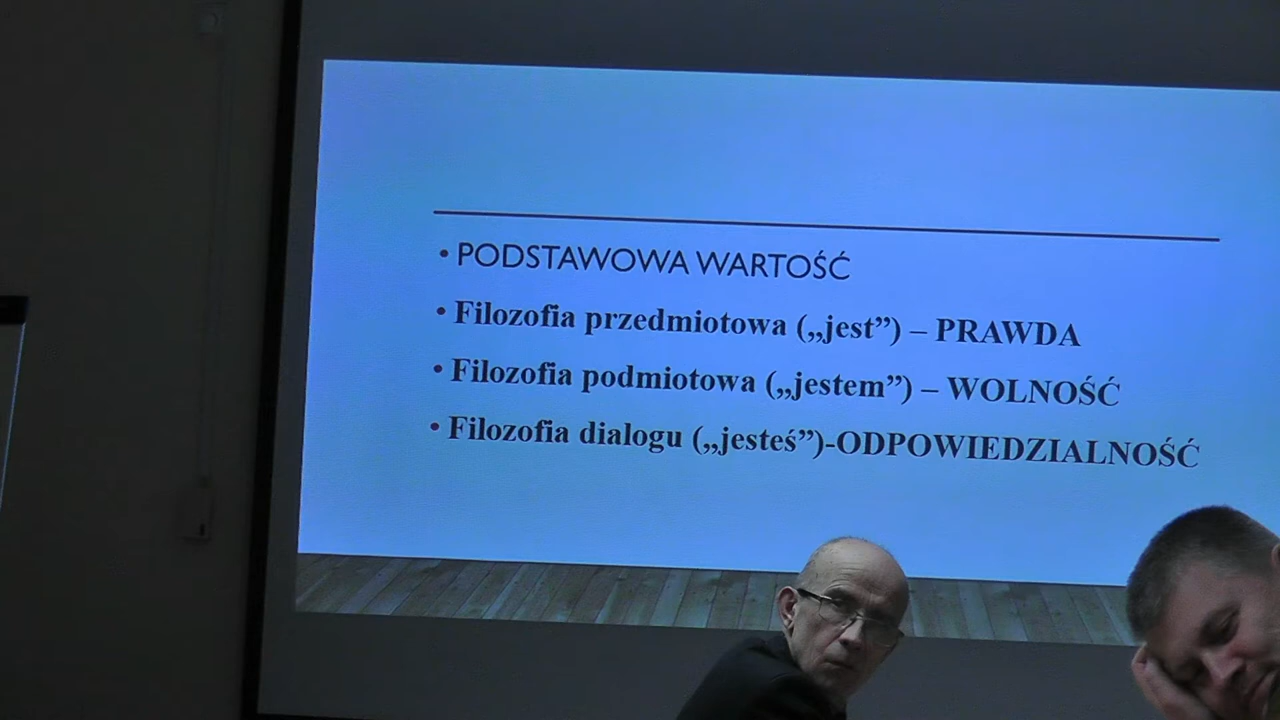 • PODSTAWOWA WARTOŚĆ
• Filozofia przedmiotowa („jest”) – PRAWDA
• Filozofia podmiotowa („jestem”) – WOLNOŚĆ
• Filozofia dialogu („jesteś”)-ODPOWIEDZIALNOŚĆ